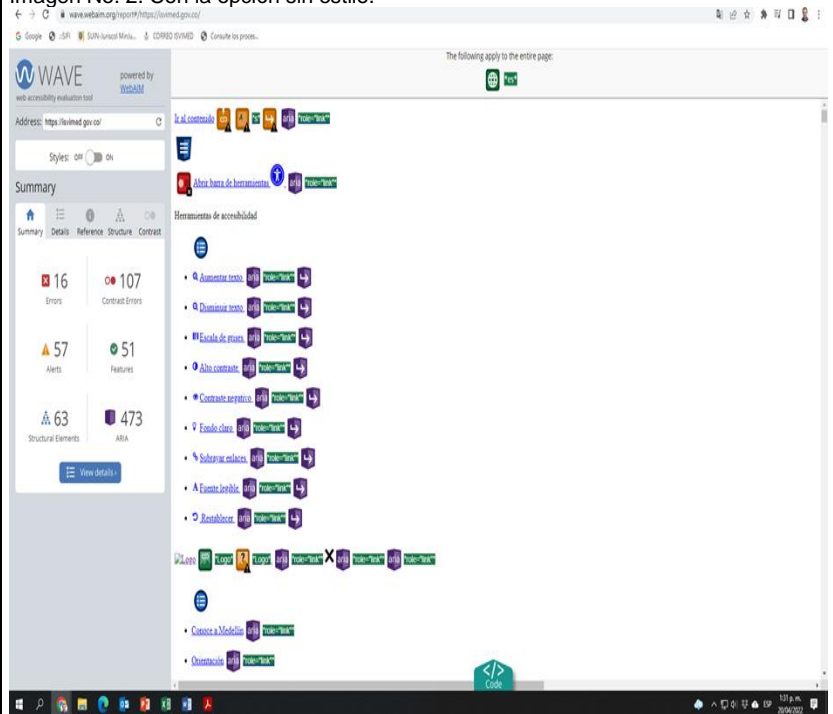 Imagen No. 2. Con la opción sin estilo.
wave.webaim.org/report#/https://isvimed.gov.co/
Google
SUIN-Juriscol Minis...
CORREO ISVIMED
Consulte los proces...
WAVE
web accessibility evaluation tool
powered by
WebAIM
The following apply to the entire page:
"es"
Address: https://isvimed.gov.co/
Styles: OFF ON
Summary
Summary Details Reference Structure Contrast
16
Errors
107
Contrast Errors
57
Alerts
51
Features
63
Structural Elements
473
ARIA
View details ›
Ir al contenido "s" aria "role="link""
Abrir barra de herramientas aria "role="link""
Herramientas de accesibilidad
Aumentar texto aria "role="link""
Disminuir texto aria "role="link""
Escala de grises aria "role="link""
Alto contraste aria "role="link""
Contraste negativo aria "role="link""
Fondo claro aria "role="link""
Subrayar enlaces aria "role="link""
Fuente legible aria "role="link""
Restablecer aria "role="link""
Logo "Logo" "Logo" aria "role="link"" aria "role="link"" aria "role="link""
Conoce a Medellín aria "role="link""
Orientación aria "role="link""
</>
Code
ESP
1:31 p. m.
20/04/2022